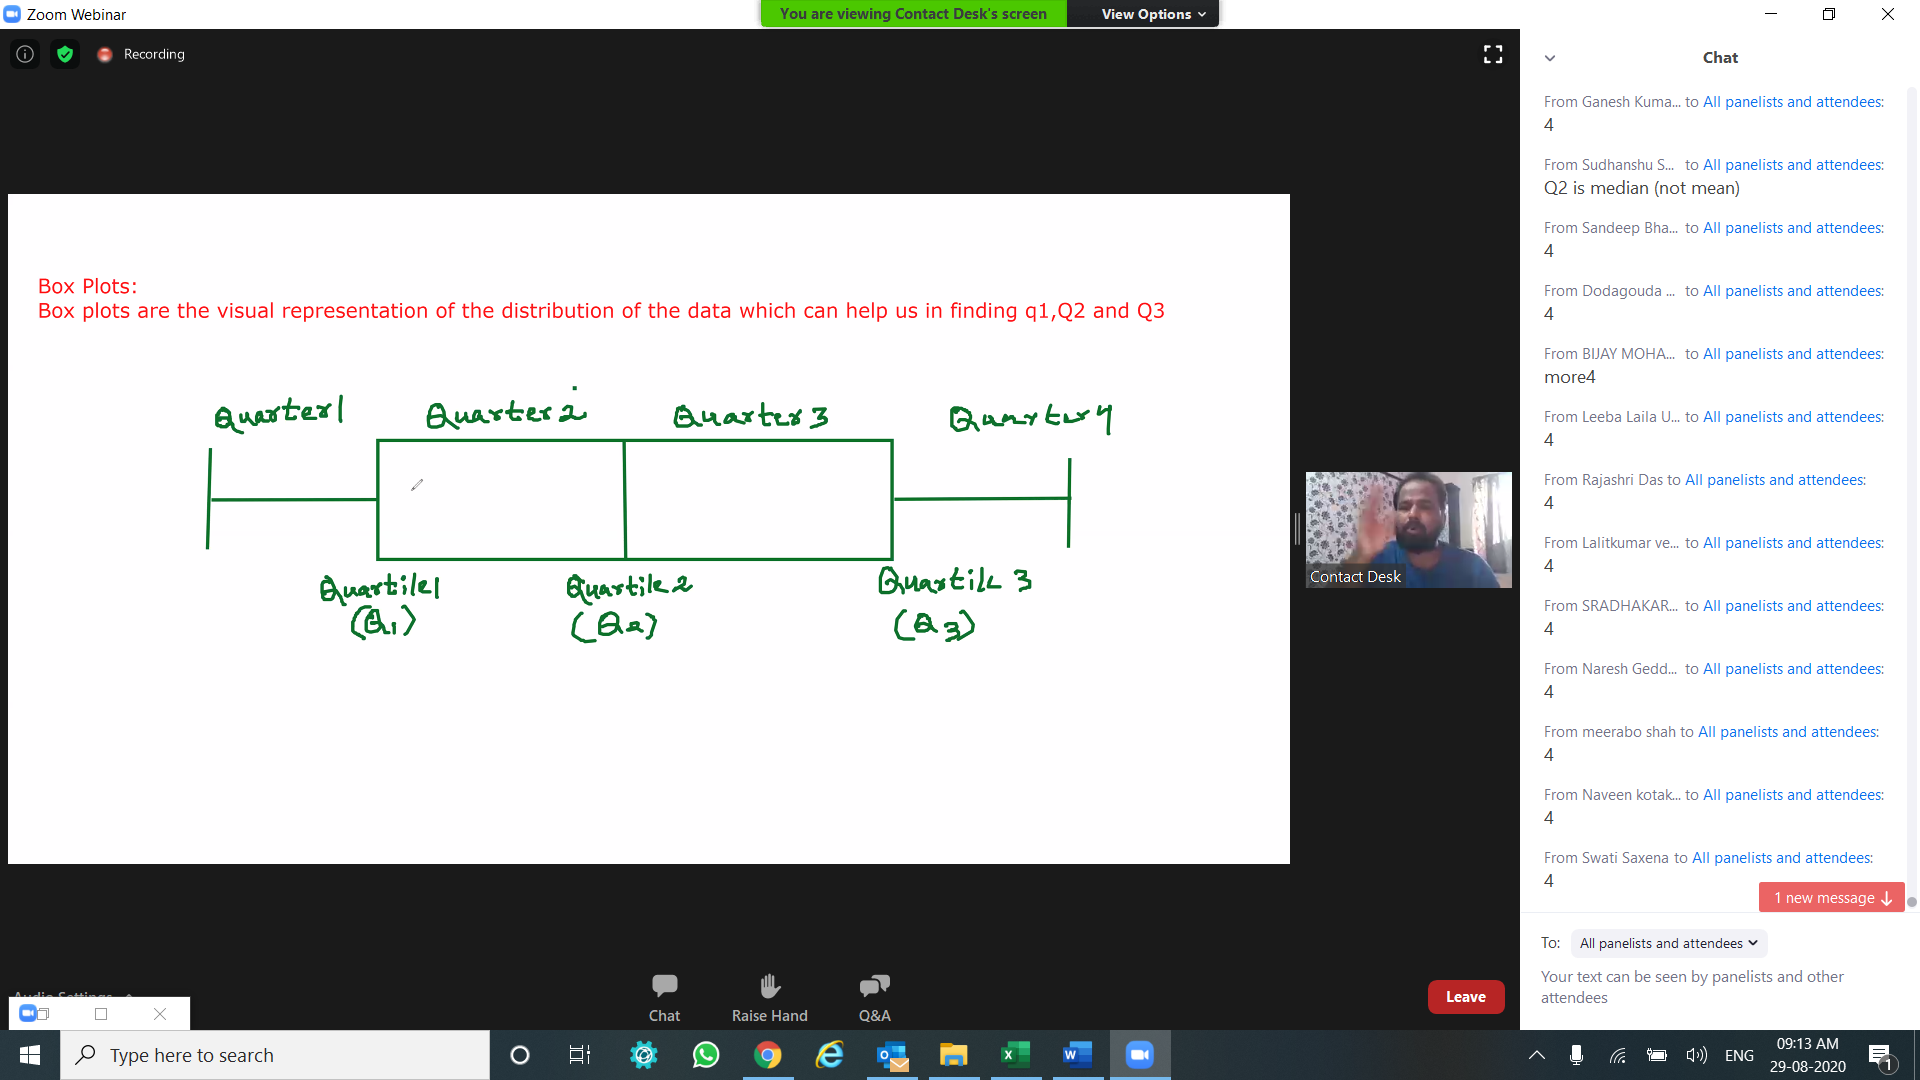 Zoom Webinar
You are viewing Contact Desk's screen
View Options
Recording
Box Plots:
Box plots are the visual representation of the distribution of the data which can help us in finding q1,Q2 and Q3
Quarter1 Quarter 2 Quarter 3 Quarter 4
Quartile1 Quartile 2 Quartile 3
(Q1) (Q2) (Q3)
Contact Desk
Chat
From Ganesh Kuma... to All panelists and attendees:
4
From Sudhanshu S... to All panelists and attendees:
Q2 is median (not mean)
From Sandeep Bha... to All panelists and attendees:
4
From Dodagouda ... to All panelists and attendees:
4
From BIJAY MOHA... to All panelists and attendees:
more4
From Leeba Laila U... to All panelists and attendees:
4
From Rajashri Das to All panelists and attendees:
4
From Lalitkumar ve... to All panelists and attendees:
4
From SRADHAKAR... to All panelists and attendees:
4
From Naresh Gedd... to All panelists and attendees:
4
From meerabo shah to All panelists and attendees:
4
From Naveen kotak... to All panelists and attendees:
4
From Swati Saxena to All panelists and attendees:
4
1 new message
To: All panelists and attendees
Your text can be seen by panelists and other
attendees
Audio Settings
Chat Raise Hand Q&A
Leave
Type here to search
ENG
09:13 AM
29-08-2020
1